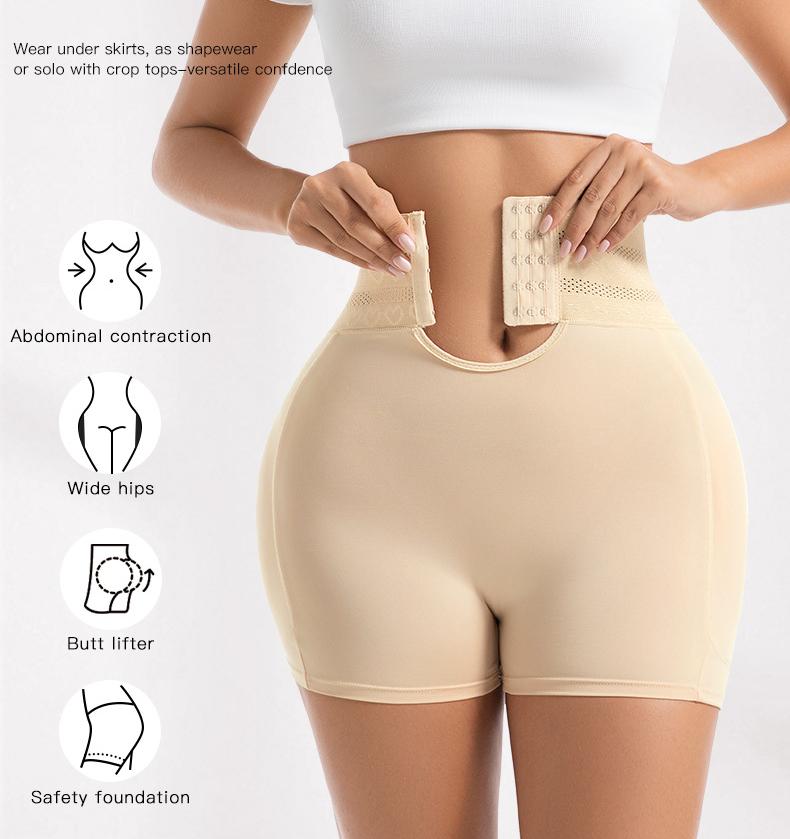 Wear under skirts, as shapewear
or solo with crop tops–versatile confdence
Abdominal contraction
Wide hips
Butt lifter
Safety foundation